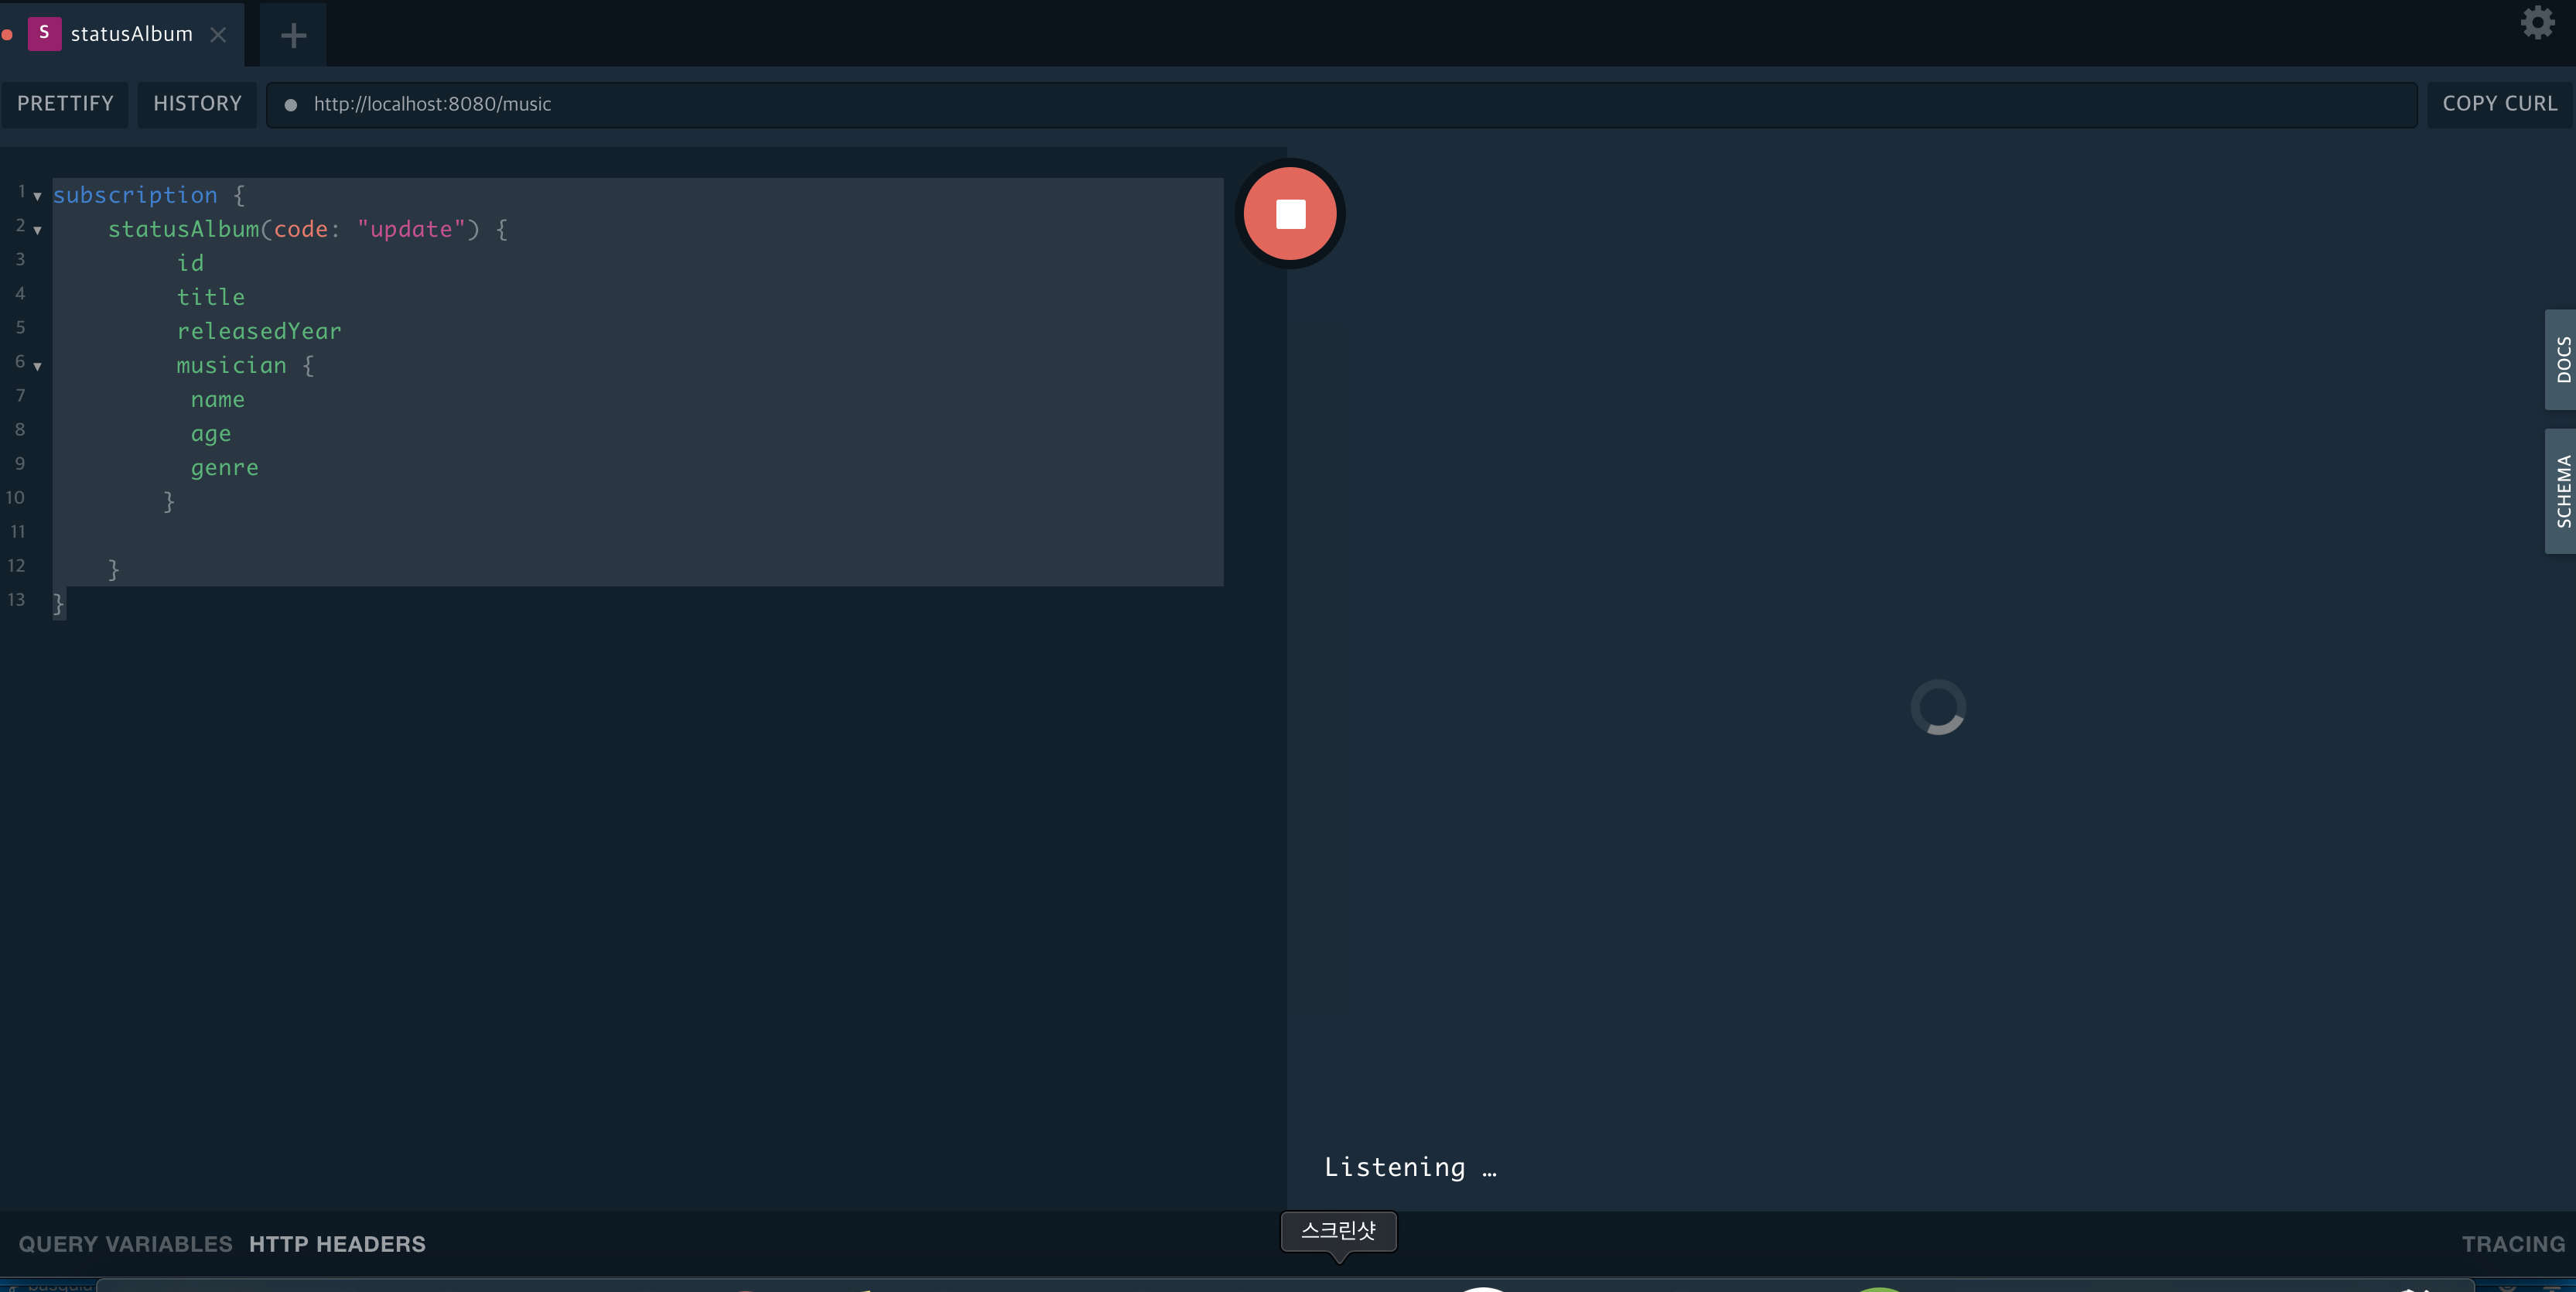 S statusAlbum
PRETTIFY HISTORY http://localhost:8080/music COPY CURL
1 subscription {
2 statusAlbum(code: "update") {
3 id
4 title
5 releasedYear
6 musician {
7 name
8 age
9 genre
10 }
11
12 }
13 }
DOCS
SCHEMA
Listening …
스크린샷
QUERY VARIABLES HTTP HEADERS TRACING